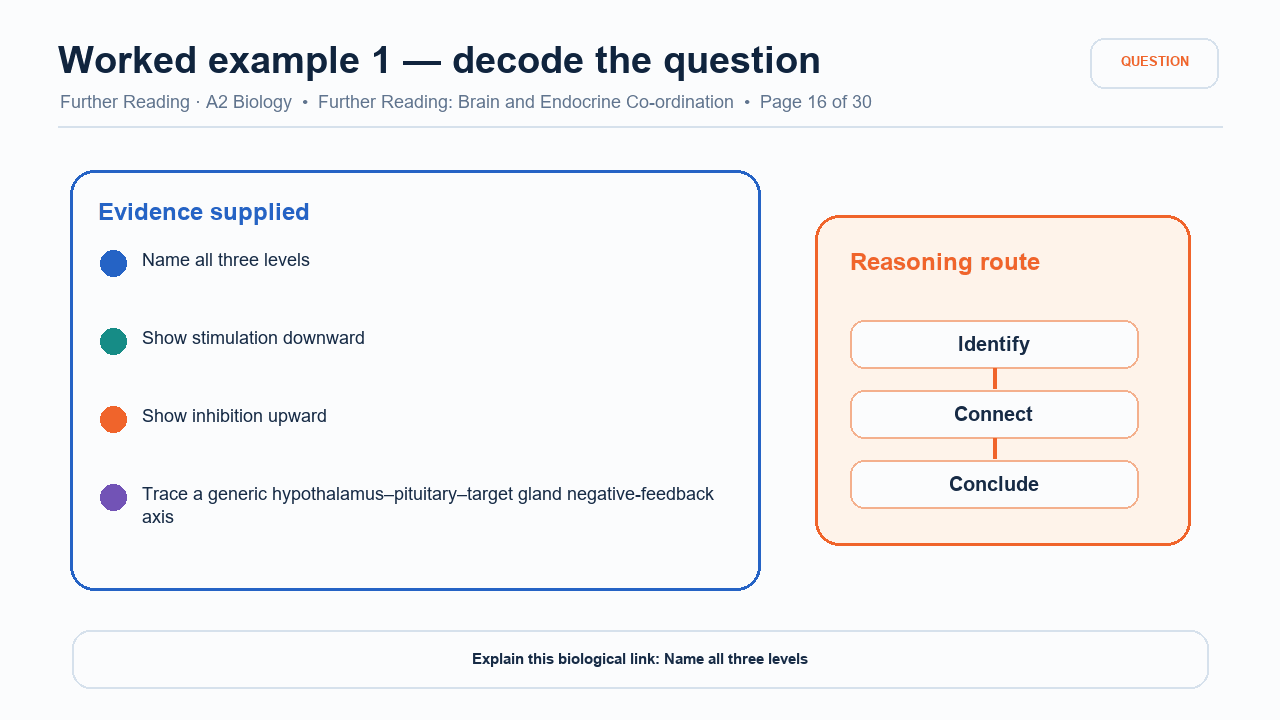 Worked example 1 — decode the question
QUESTION
Further Reading · A2 Biology • Further Reading: Brain and Endocrine Co-ordination • Page 16 of 30
Evidence supplied
Name all three levels
Show stimulation downward
Show inhibition upward
Trace a generic hypothalamus–pituitary–target gland negative-feedback
axis
Reasoning route
Identify
Connect
Conclude
Explain this biological link: Name all three levels